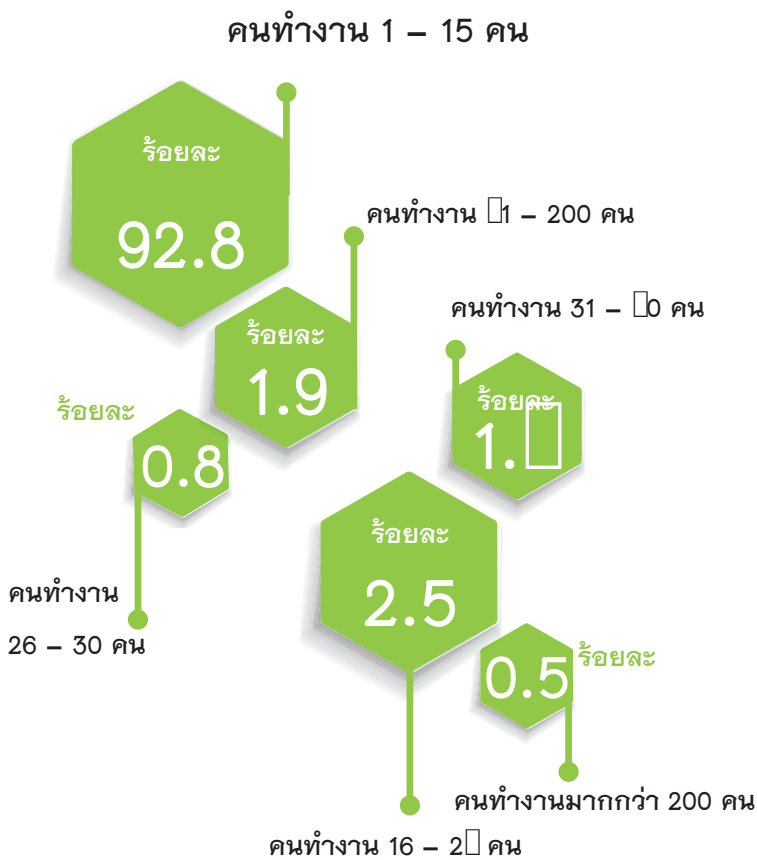 คนทำงาน 1 – 15 คน
ร้อยละ
92.8
คนทำงาน □1 – 200 คน
ร้อยละ
1.9
คนทำงาน 31 – □0 คน
ร้อยละ
1.□
ร้อยละ
0.8
คนทำงาน
26 – 30 คน
ร้อยละ
2.5
คนทำงาน 16 – 2□ คน
ร้อยละ
0.5
คนทำงานมากกว่า 200 คน